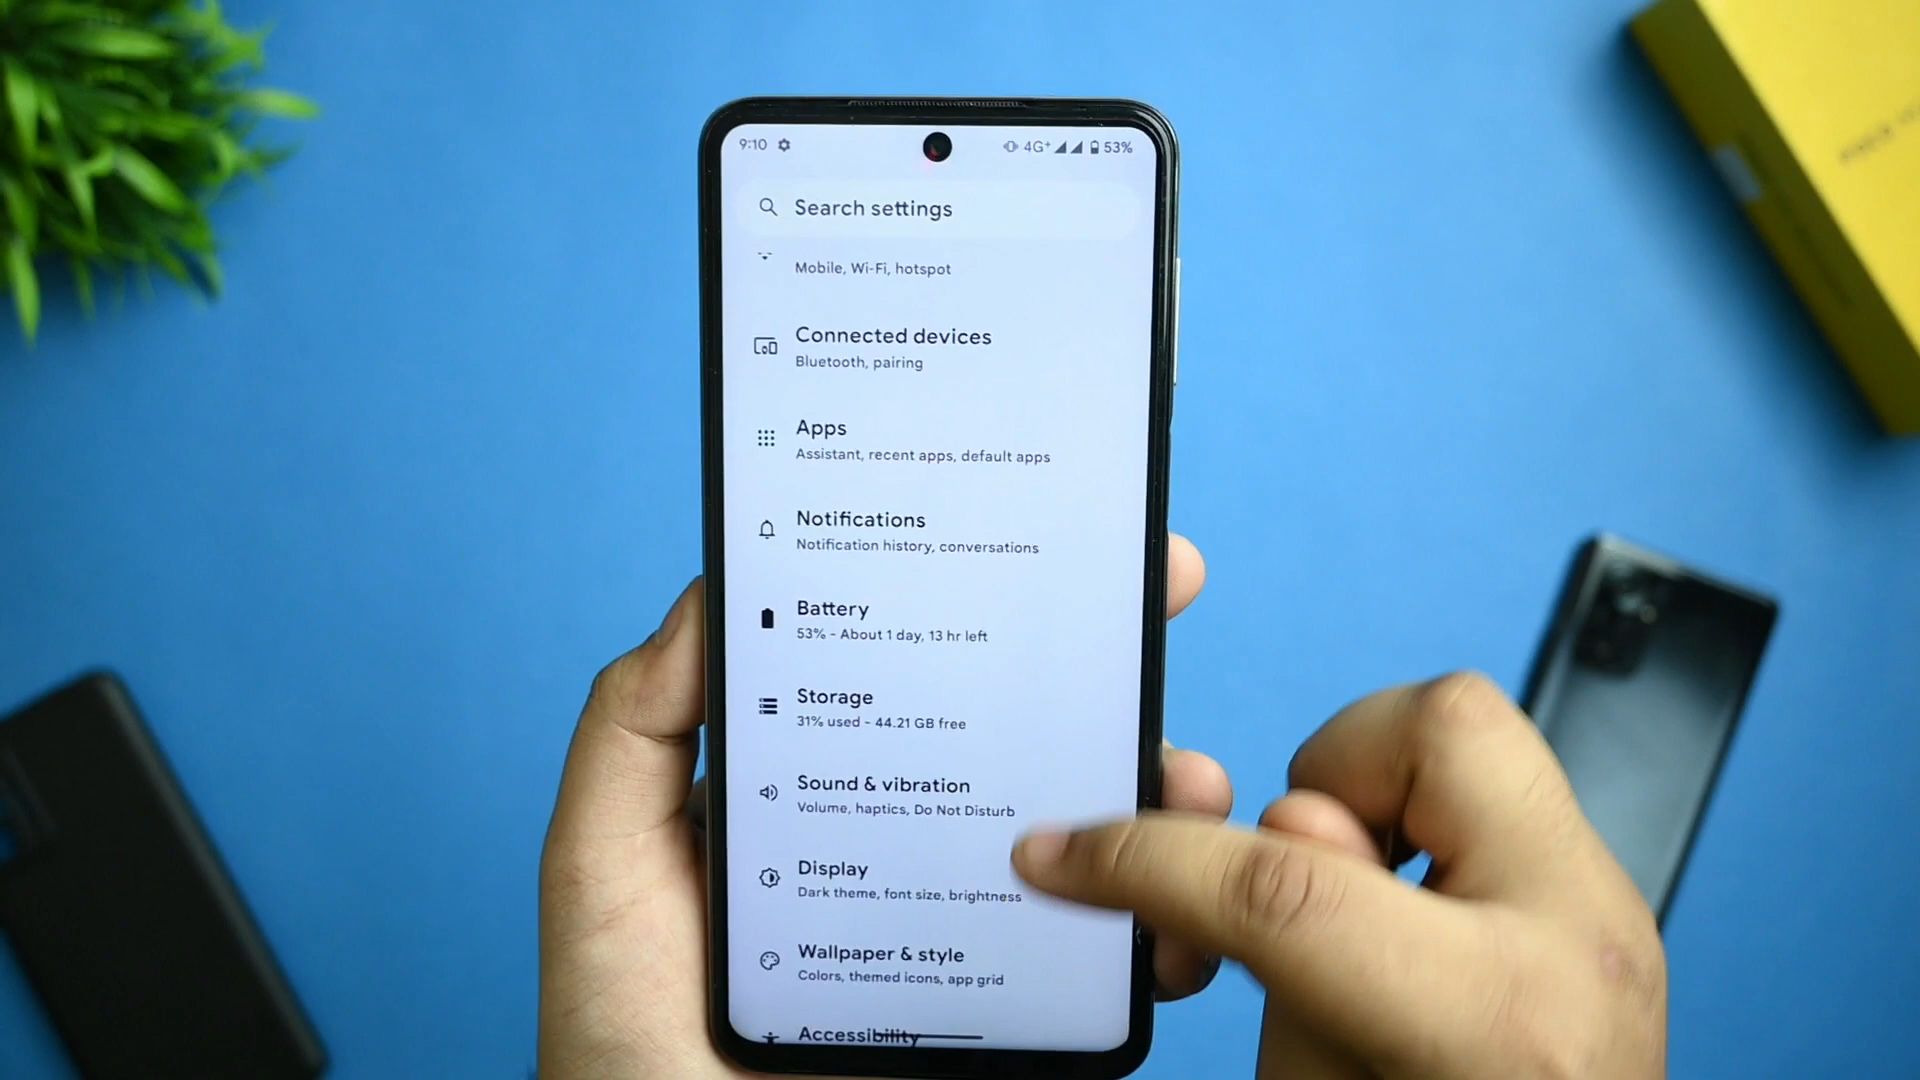 9:10 4G+ 53%
Search settings
Mobile, Wi-Fi, hotspot
Connected devices
Bluetooth, pairing
Apps
Assistant, recent apps, default apps
Notifications
Notification history, conversations
Battery
53% - About 1 day, 13 hr left
Storage
31% used - 44.21 GB free
Sound & vibration
Volume, haptics, Do Not Disturb
Display
Dark theme, font size, brightness
Wallpaper & style
Colors, themed icons, app grid
Accessibility